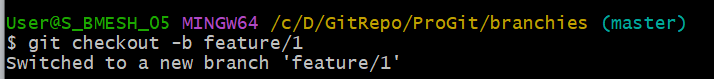 User@S_BMESH_05 MINGW64 /c/D/GitRepo/ProGit/branchies (master)
$ git checkout -b feature/1
Switched to a new branch 'feature/1'